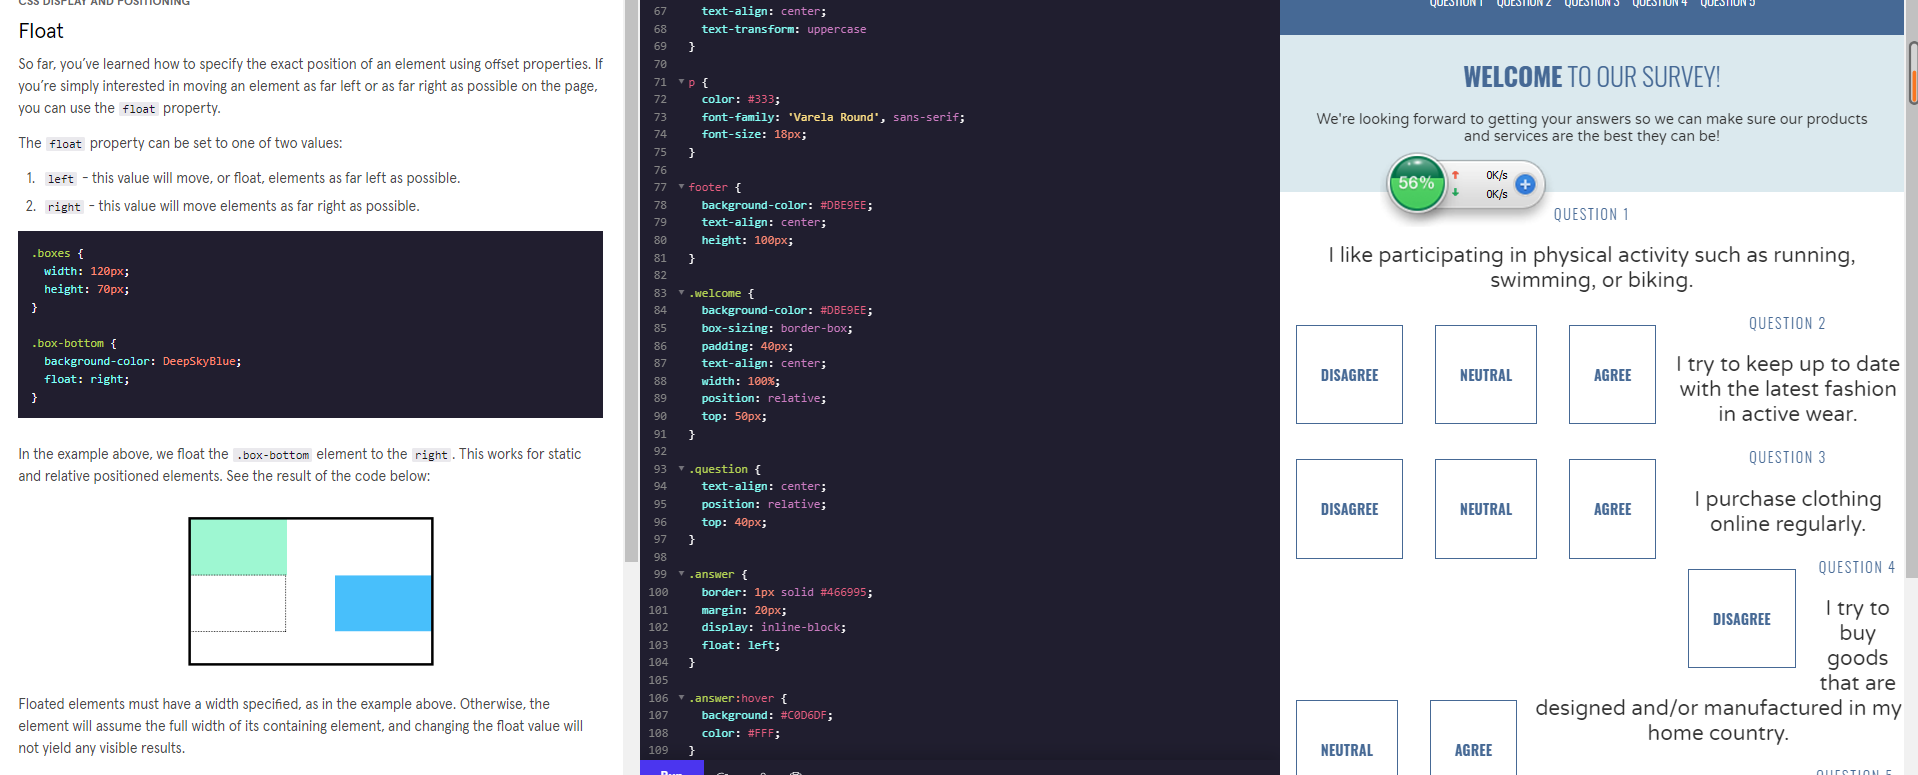 CSS DISPLAY AND POSITIONING
Float
So far, you've learned how to specify the exact position of an element using offset properties. If
you're simply interested in moving an element as far left or as far right as possible on the page,
you can use the float property.
The float property can be set to one of two values:
1. left - this value will move, or float, elements as far left as possible.
2. right - this value will move elements as far right as possible.
.boxes {
width: 120px;
height: 70px;
}
.box-bottom {
background-color: DeepSkyBlue;
float: right;
}
In the example above, we float the .box-bottom element to the right. This works for static
and relative positioned elements. See the result of the code below:
Floated elements must have a width specified, as in the example above. Otherwise, the
element will assume the full width of its containing element, and changing the float value will
not yield any visible results.
67 text-align: center;
68 text-transform: uppercase
69 }
70
71 p {
72 color: #333;
73 font-family: 'Varela Round', sans-serif;
74 font-size: 18px;
75 }
76
77 footer {
78 background-color: #DBE9EE;
79 text-align: center;
80 height: 100px;
81 }
82
83 .welcome {
84 background-color: #DBE9EE;
85 box-sizing: border-box;
86 padding: 40px;
87 text-align: center;
88 width: 100%;
89 position: relative;
90 top: 50px;
91 }
92
93 .question {
94 text-align: center;
95 position: relative;
96 top: 40px;
97 }
98
99 .answer {
100 border: 1px solid #466995;
101 margin: 20px;
102 display: inline-block;
103 float: left;
104 }
105
106 .answer:hover {
107 background: #C0D6DF;
108 color: #FFF;
109 }
Run
QUESTION 1 QUESTION 2 QUESTION 3 QUESTION 4 QUESTION 5
WELCOME TO OUR SURVEY!
We're looking forward to getting your answers so we can make sure our products
and services are the best they can be!
56% 0K/s
0K/s
QUESTION 1
I like participating in physical activity such as running,
swimming, or biking.
QUESTION 2
DISAGREE NEUTRAL AGREE
I try to keep up to date
with the latest fashion
in active wear.
QUESTION 3
DISAGREE NEUTRAL AGREE
I purchase clothing
online regularly.
QUESTION 4
DISAGREE
I try to
buy
goods
that are
designed and/or manufactured in my
home country.
NEUTRAL AGREE
QUESTION 5